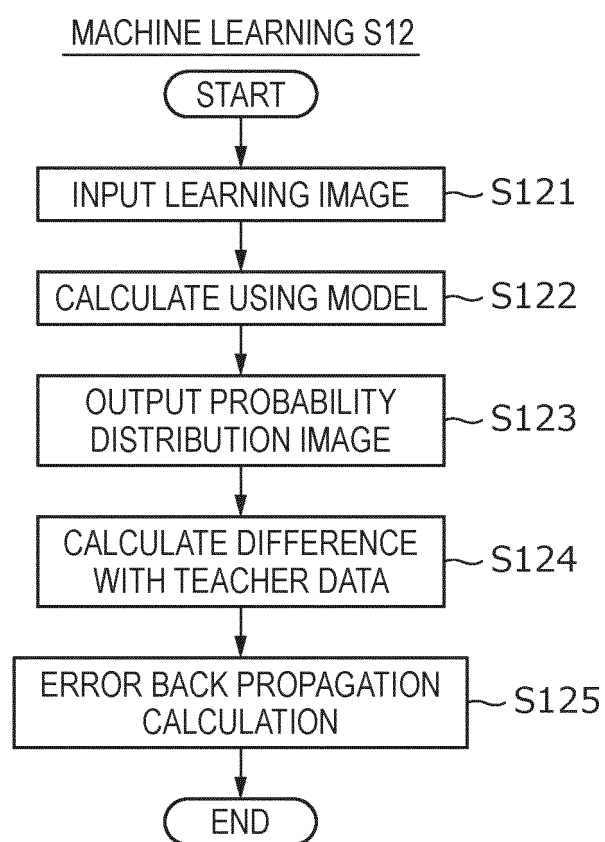 MACHINE LEARNING S12
START
INPUT LEARNING IMAGE
S121
CALCULATE USING MODEL
S122
OUTPUT PROBABILITY
DISTRIBUTION IMAGE
S123
CALCULATE DIFFERENCE
WITH TEACHER DATA
S124
ERROR BACK PROPAGATION
CALCULATION
S125
END